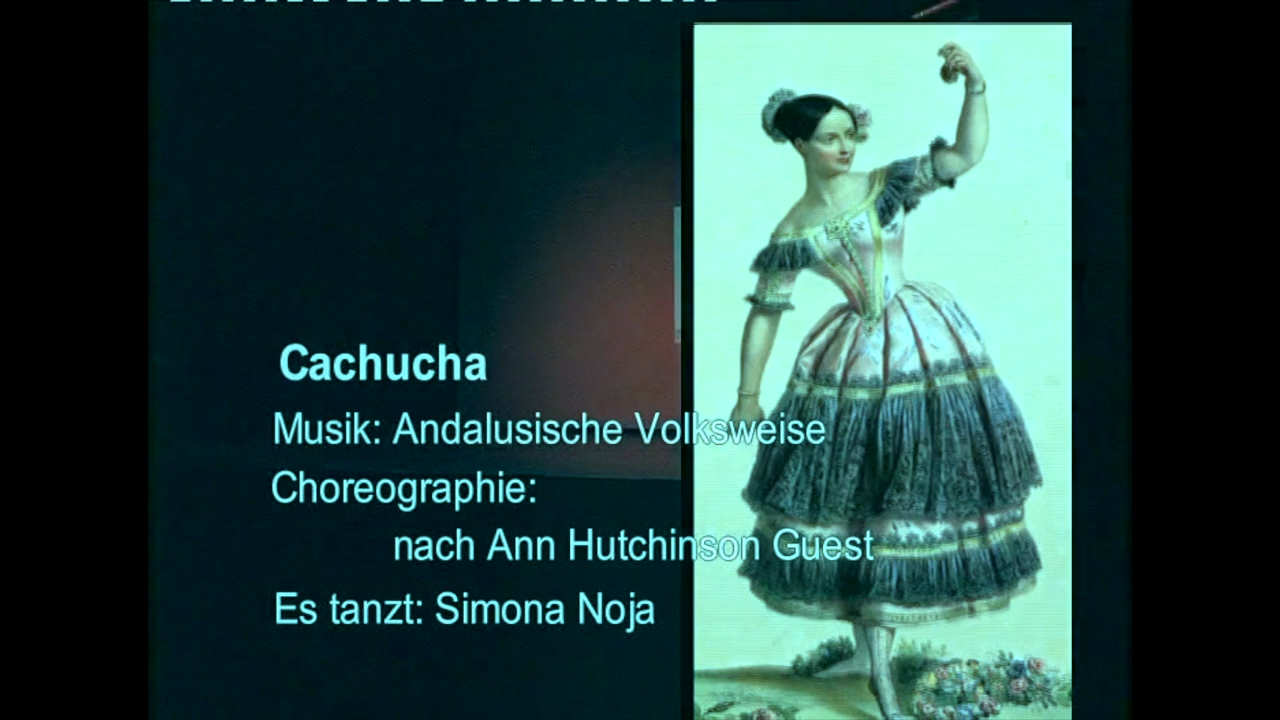 Cachucha
Musik: Andalusische Volksweise
Choreographie:
nach Ann Hutchinson Guest
Es tanzt: Simona Noja